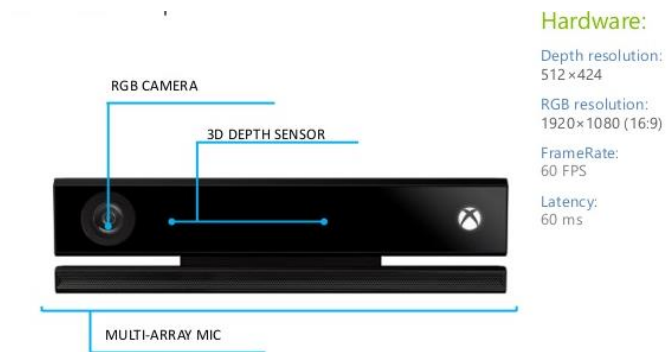 Hardware:
Depth resolution:
512×424
RGB resolution:
1920×1080 (16:9)
FrameRate:
60 FPS
Latency:
60 ms
RGB CAMERA
3D DEPTH SENSOR
MULTI-ARRAY MIC